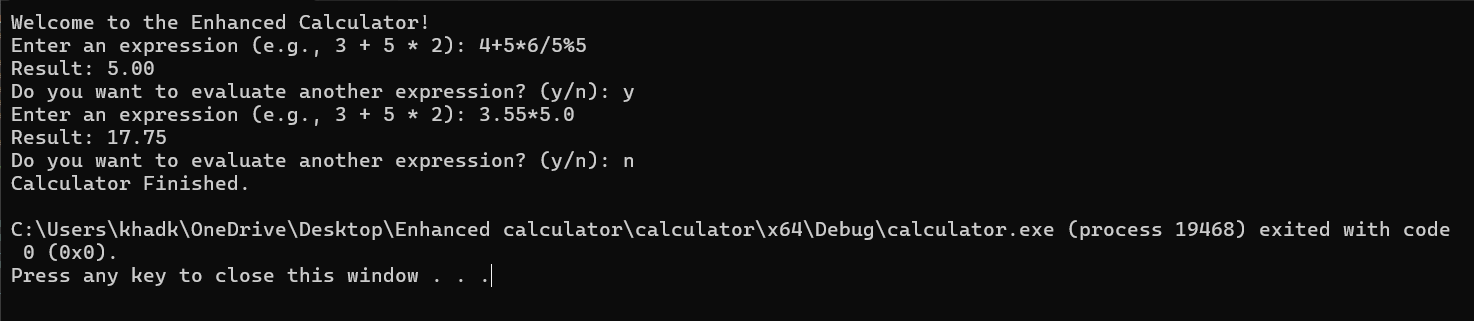 Welcome to the Enhanced Calculator!
Enter an expression (e.g., 3 + 5 * 2): 4+5*6/5%5
Result: 5.00
Do you want to evaluate another expression? (y/n): y
Enter an expression (e.g., 3 + 5 * 2): 3.55*5.0
Result: 17.75
Do you want to evaluate another expression? (y/n): n
Calculator Finished.
C:\Users\khadk\OneDrive\Desktop\Enhanced calculator\calculator\x64\Debug\calculator.exe (process 19468) exited with code
 0 (0x0).
Press any key to close this window . . .